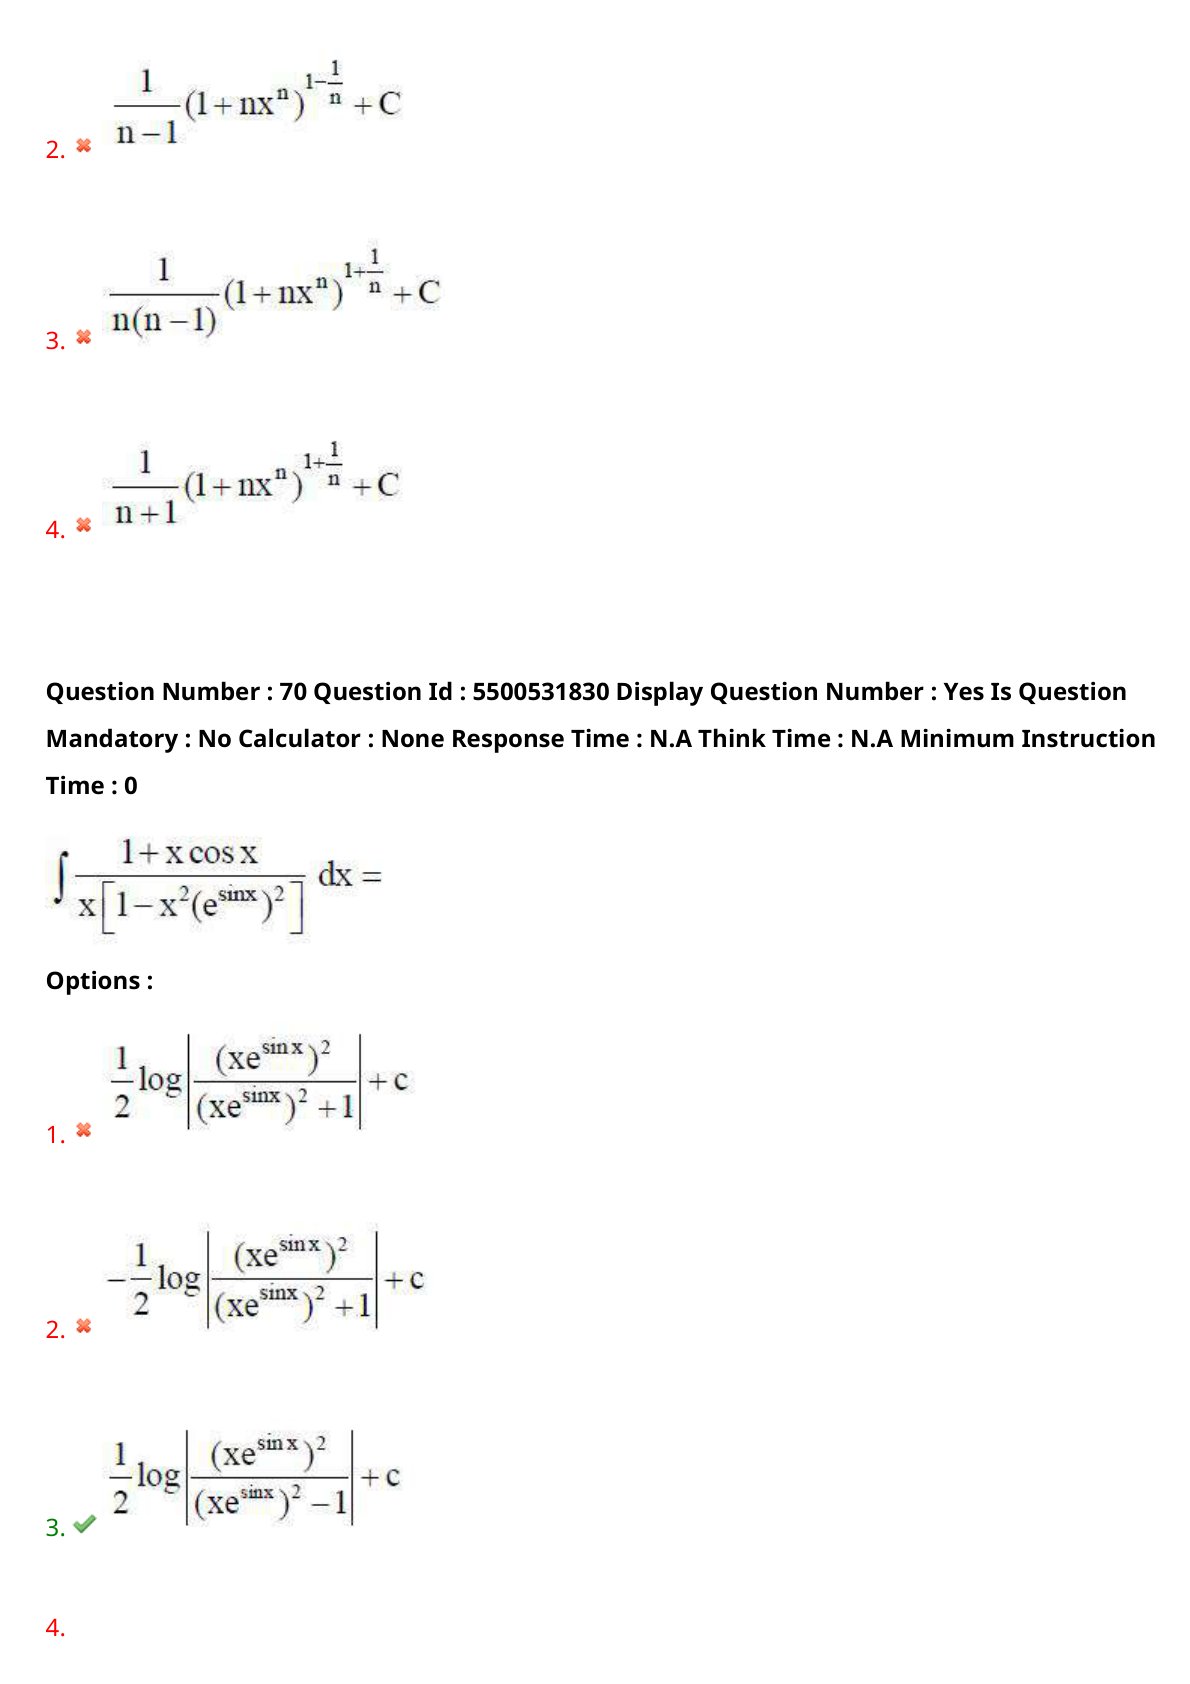 2. $\frac{1}{n-1}(1+nx^n)^{1-\frac{1}{n}}+C$
3. $\frac{1}{n(n-1)}(1+nx^n)^{1+\frac{1}{n}}+C$
4. $\frac{1}{n+1}(1+nx^n)^{1+\frac{1}{n}}+C$
Question Number : 70 Question Id : 5500531830 Display Question Number : Yes Is Question
Mandatory : No Calculator : None Response Time : N.A Think Time : N.A Minimum Instruction
Time : 0
$\int \frac{1+x\cos x}{x\left[1-x^2(e^{\sin x})^2\right]} dx =$
Options :
1. $\frac{1}{2}\log\left|\frac{(xe^{\sin x})^2}{(xe^{\sin x})^2+1}\right|+c$
2. $-\frac{1}{2}\log\left|\frac{(xe^{\sin x})^2}{(xe^{\sin x})^2+1}\right|+c$
3. $\frac{1}{2}\log\left|\frac{(xe^{\sin x})^2}{(xe^{\sin x})^2-1}\right|+c$
4.